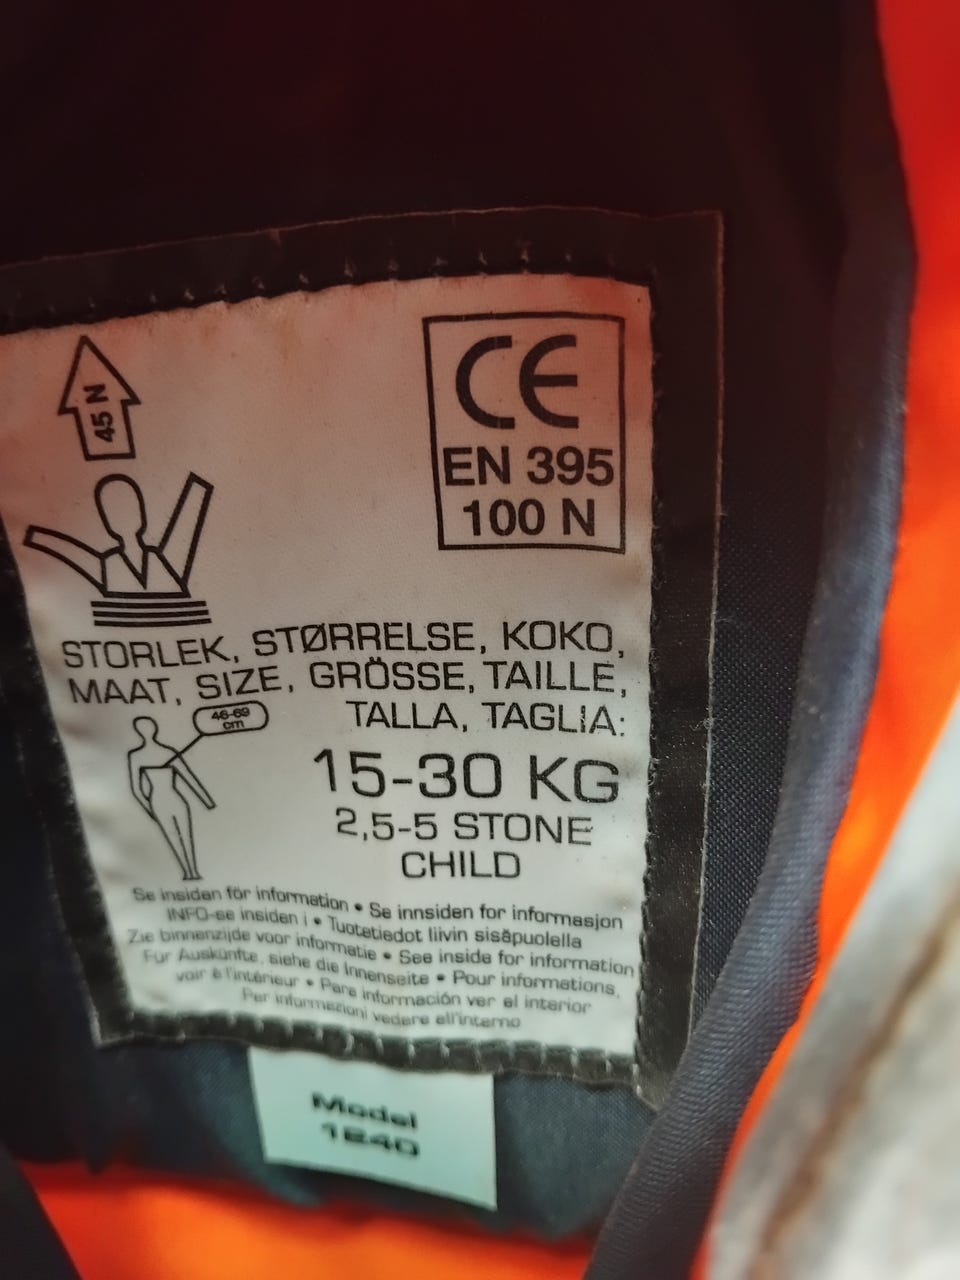 45 N
CE
EN 395
100 N
STORLEK, STØRRELSE, KOKO,
MAAT, SIZE, GRÖSSE, TAILLE,
TALLA, TAGLIA:
46-69
cm
15-30 KG
2,5-5 STONE
CHILD
Se insidan för information • Se innsiden for informasjon
INFO-se insiden i • Tuotetiedot liivin sisäpuolella
Zie binnenzijde voor informatie • See inside for information
Für Auskünfte, siehe die Innenseite • Pour informations,
voir à l'intérieur • Para información ver el interior
Per informazioni vedere all'interno
Model
1240